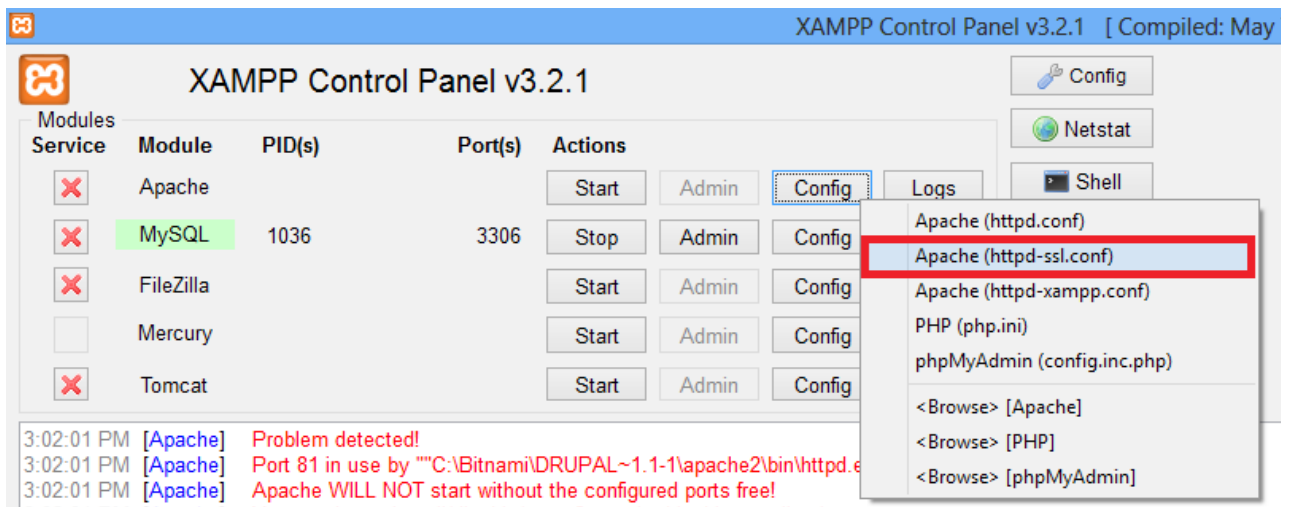 XAMPP Control Panel v3.2.1 [ Compiled: May
XAMPP Control Panel v3.2.1
Config
Modules
Service Module PID(s) Port(s) Actions
Netstat
Apache Start Admin Config Logs
Shell
MySQL 1036 3306 Stop Admin Config
FileZilla Start Admin Config
Mercury Start Admin Config
Tomcat Start Admin Config
Apache (httpd.conf)
Apache (httpd-ssl.conf)
Apache (httpd-xampp.conf)
PHP (php.ini)
phpMyAdmin (config.inc.php)
<Browse> [Apache]
<Browse> [PHP]
<Browse> [phpMyAdmin]
3:02:01 PM [Apache] Problem detected!
3:02:01 PM [Apache] Port 81 in use by ""C:\Bitnami\DRUPAL~1.1-1\apache2\bin\httpd.e
3:02:01 PM [Apache] Apache WILL NOT start without the configured ports free!